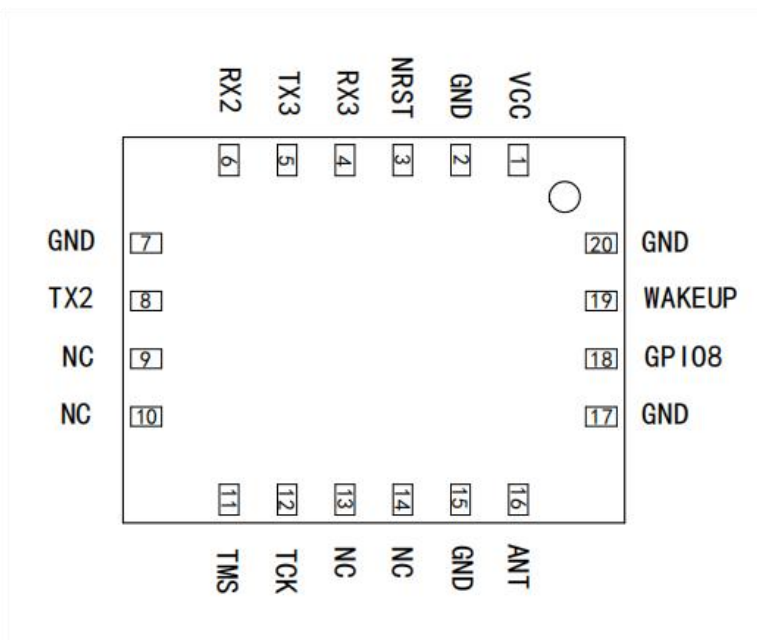 RX2 TX3 RX3 NRST GND VCC
6 5 4 3 2 1
GND 7 20 GND
TX2 8 19 WAKEUP
NC 9 18 GPIO8
NC 10 17 GND
11 12 13 14 15 16
TMS TCK NC NC GND ANT